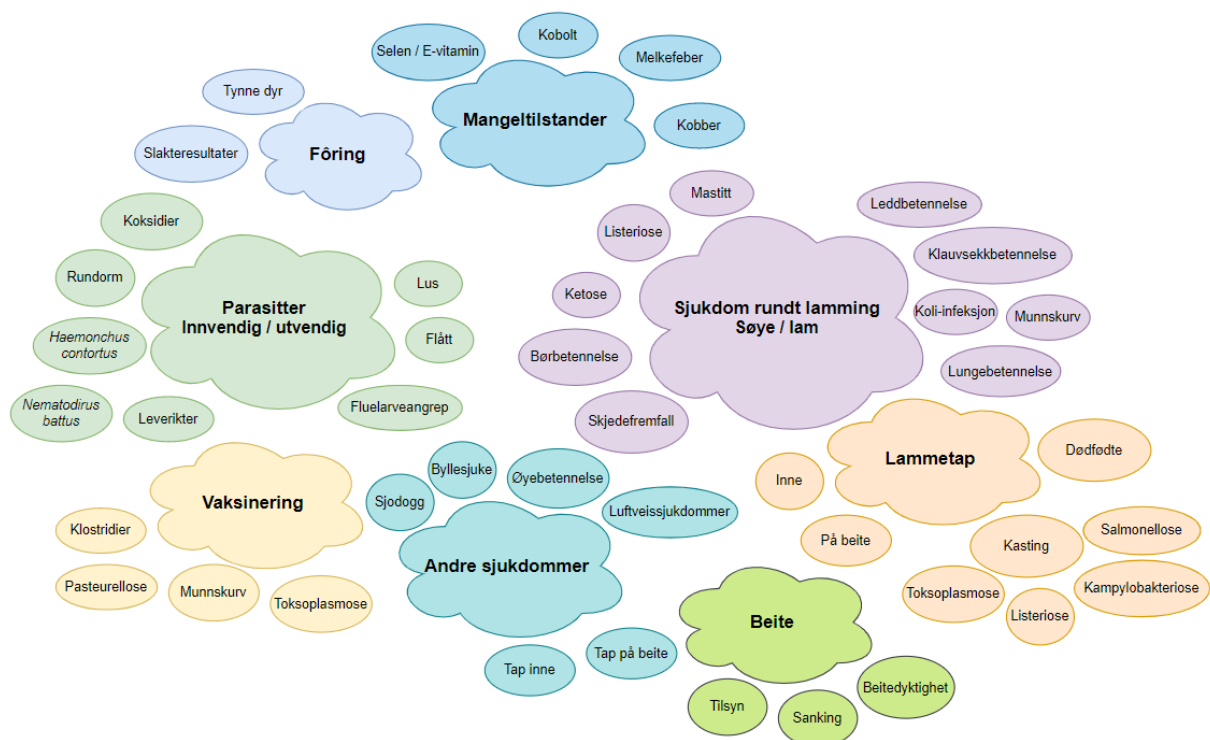 Selen / E-vitamin
Kobolt
Melkefeber
Kobber
Mangeltilstander
Tynne dyr
Slakteresultater
Fôring
Koksidier
Rundorm
Haemonchus
contortus
Nematodirus
battus
Leverikter
Parasitter
Innvendig / utvendig
Lus
Flått
Fluelarveangrep
Mastitt
Listeriose
Ketose
Børbetennelse
Skjedefremfall
Sjukdom rundt lamming
Søye / lam
Leddbetennelse
Klauvsekkbetennelse
Koli-infeksjon
Munnskurv
Lungebetennelse
Vaksinering
Klostridier
Pasteurellose
Munnskurv
Toksoplasmose
Sjodogg
Byllesjuke
Øyebetennelse
Luftveissjukdommer
Andre sjukdommer
Tap inne
Tap på beite
Lammetap
Dødfødte
Inne
På beite
Kasting
Salmonellose
Kampylobakteriose
Toksoplasmose
Listeriose
Beite
Tilsyn
Sanking
Beitedyktighet